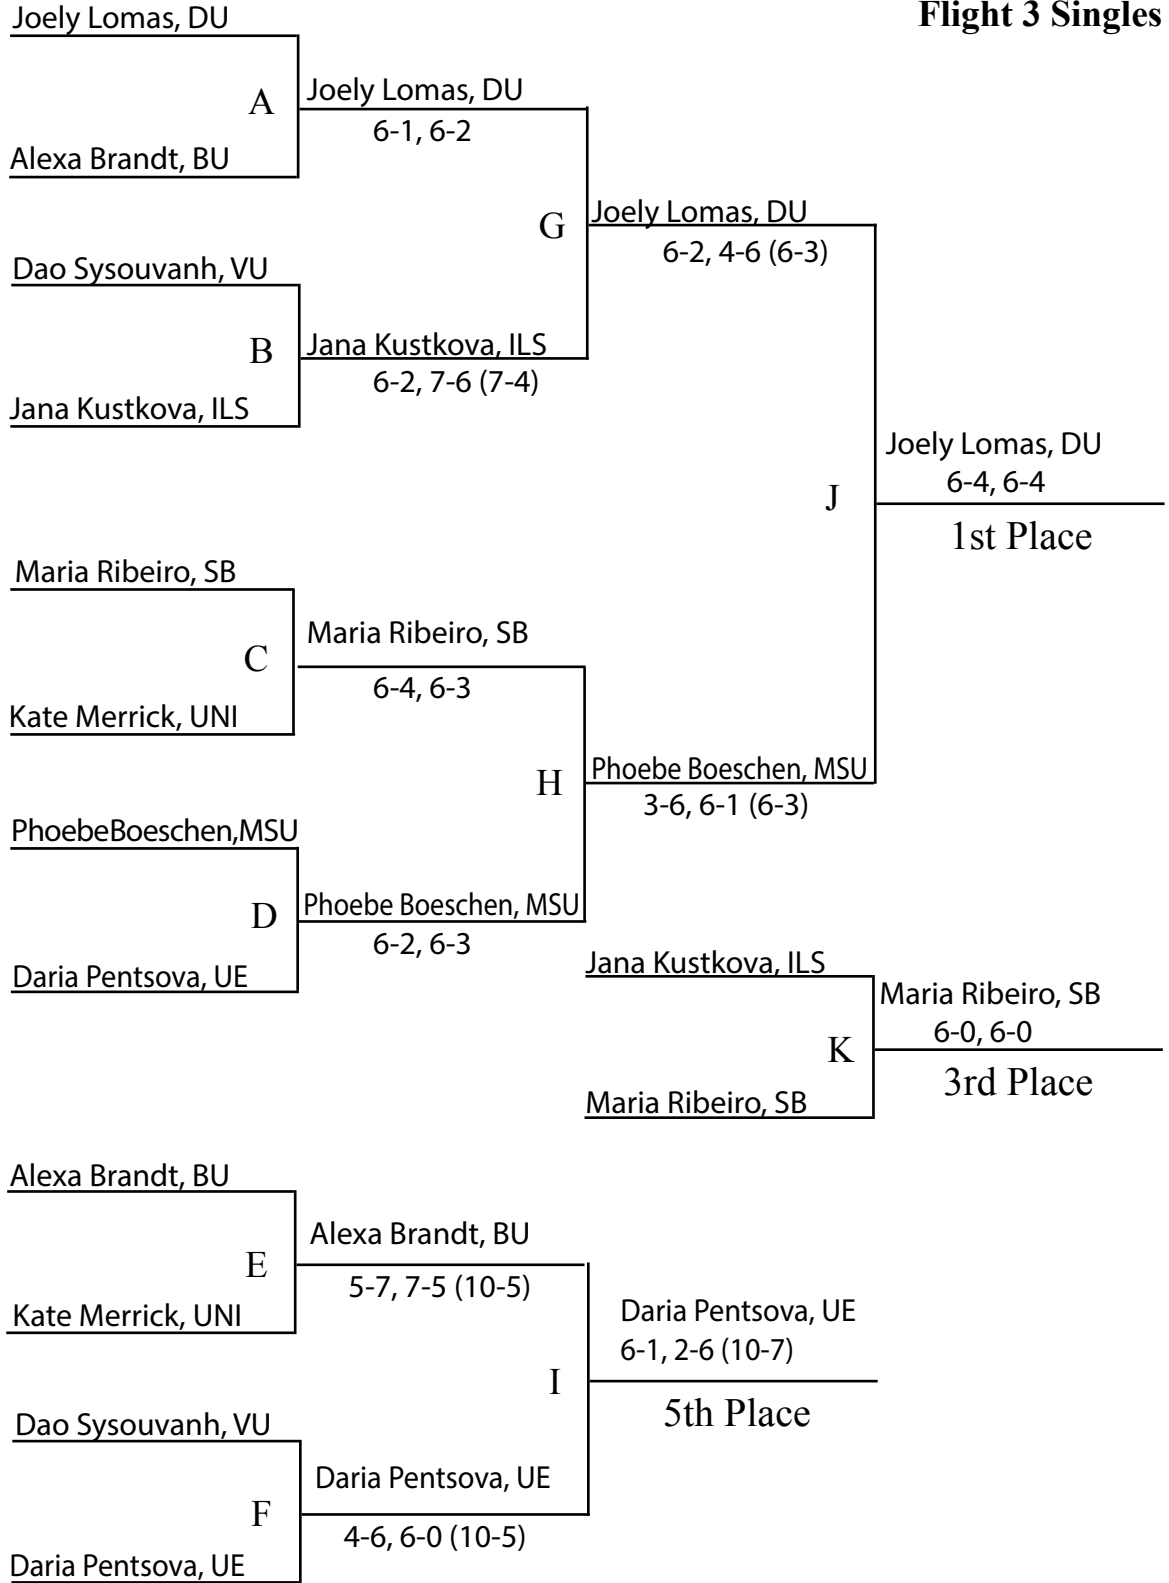 Flight 3 Singles
Joely Lomas, DU
A
Joely Lomas, DU
6-1, 6-2
Alexa Brandt, BU
G
Joely Lomas, DU
6-2, 4-6 (6-3)
Dao Sysouvanh, VU
B
Jana Kustkova, ILS
6-2, 7-6 (7-4)
Jana Kustkova, ILS
J
Joely Lomas, DU
6-4, 6-4
1st Place
Maria Ribeiro, SB
C
Maria Ribeiro, SB
6-4, 6-3
Kate Merrick, UNI
H
Phoebe Boeschen, MSU
3-6, 6-1 (6-3)
PhoebeBoeschen,MSU
D
Phoebe Boeschen, MSU
6-2, 6-3
Daria Pentsova, UE
Jana Kustkova, ILS
K
Maria Ribeiro, SB
6-0, 6-0
3rd Place
Maria Ribeiro, SB
Alexa Brandt, BU
E
Alexa Brandt, BU
5-7, 7-5 (10-5)
Kate Merrick, UNI
I
Daria Pentsova, UE
6-1, 2-6 (10-7)
5th Place
Dao Sysouvanh, VU
F
Daria Pentsova, UE
4-6, 6-0 (10-5)
Daria Pentsova, UE